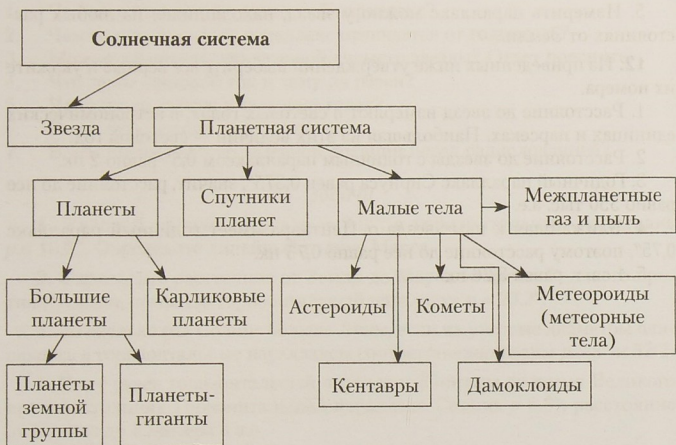 Солнечная система
Звезда
Планетная система
Планеты
Спутники
планет
Малые тела
Межпланетные
газ и пыль
Большие
планеты
Карликовые
планеты
Астероиды
Кометы
Метеороиды
(метеорные
тела)
Планеты
земной
группы
Планеты-
гиганты
Кентавры
Дамоклоиды